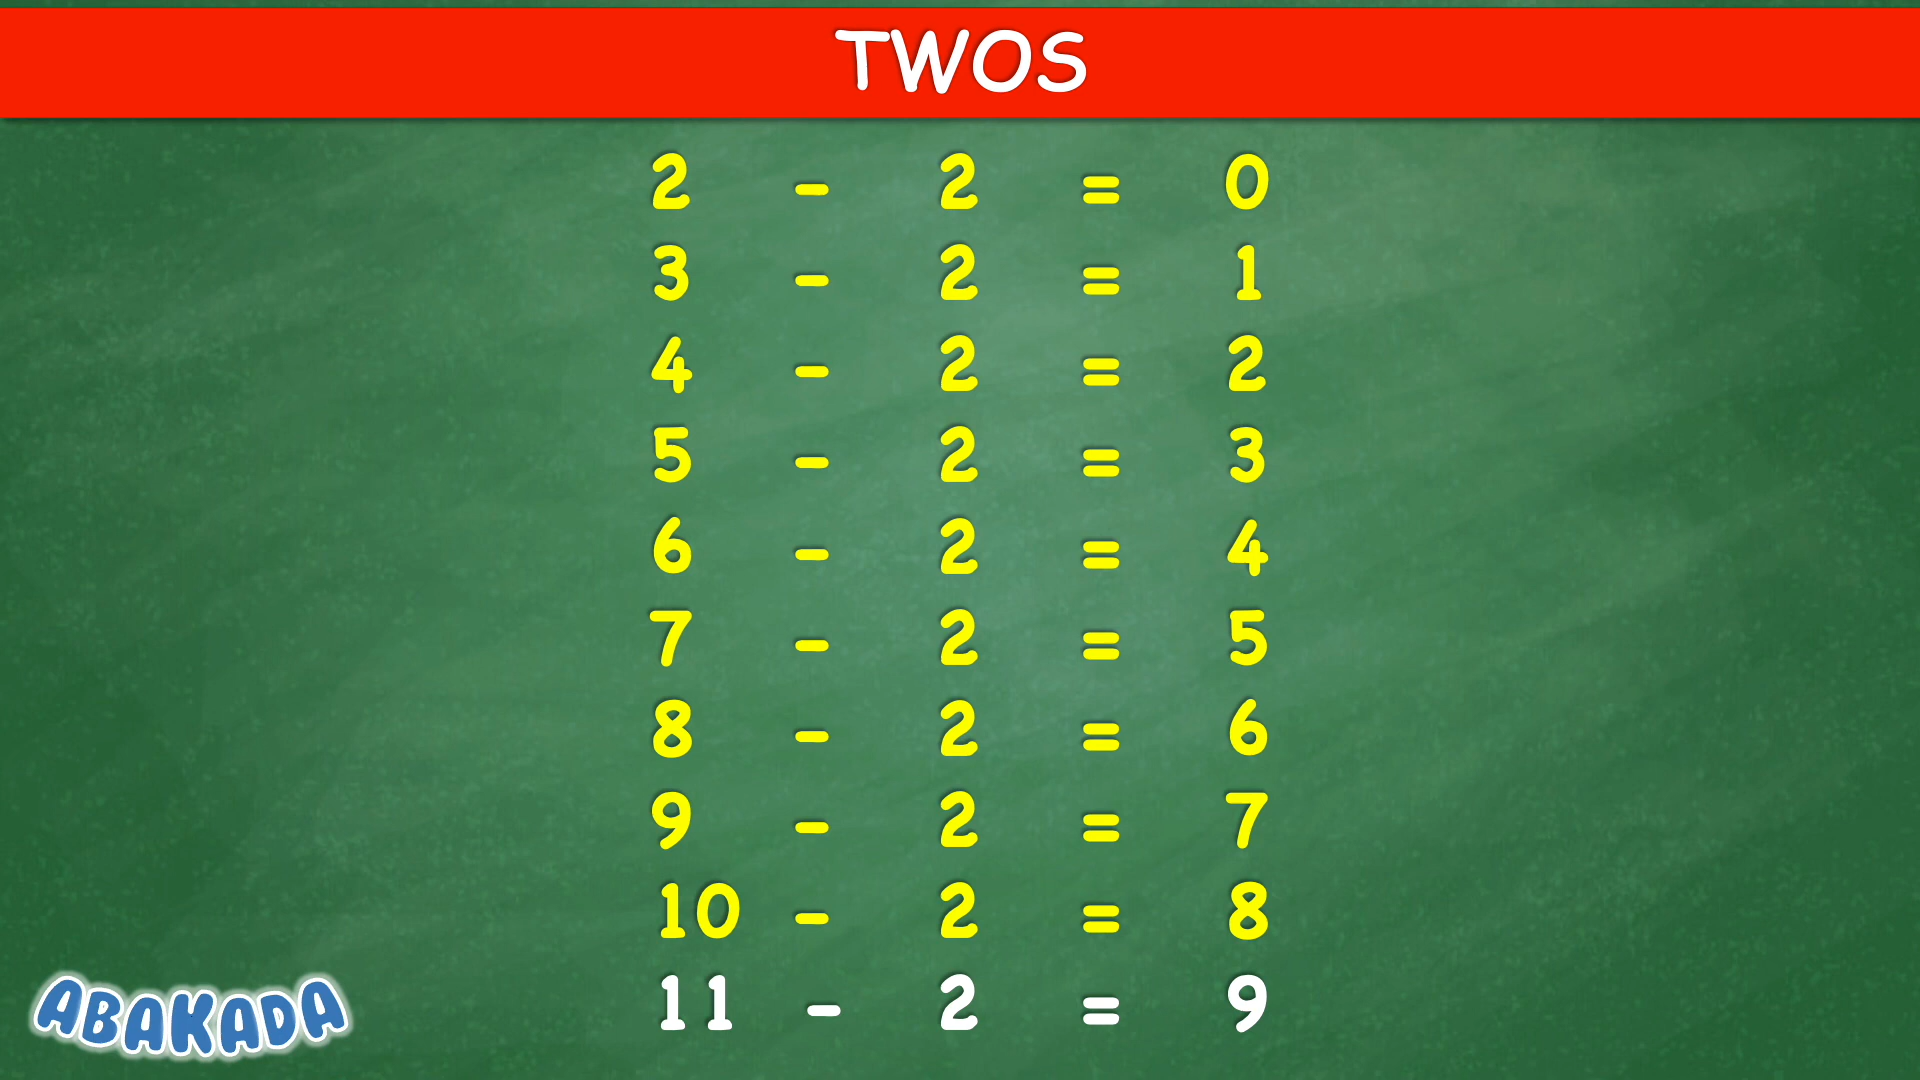 TWOS
2 - 2 = 0
3 - 2 = 1
4 - 2 = 2
5 - 2 = 3
6 - 2 = 4
7 - 2 = 5
8 - 2 = 6
9 - 2 = 7
10 - 2 = 8
11 - 2 = 9
ABAKADA